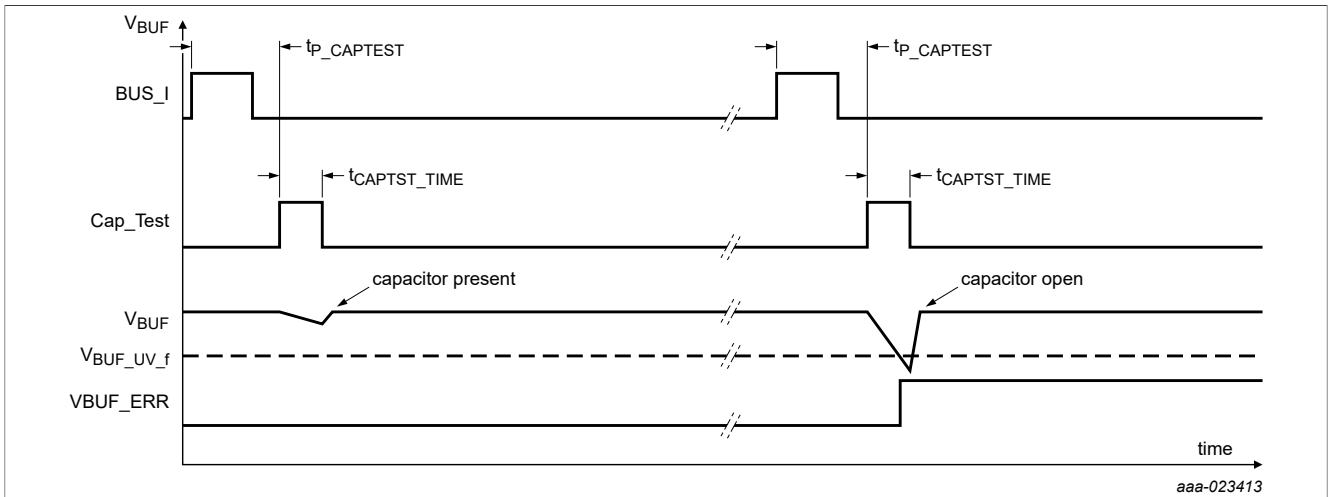 VBUF
tP_CAPTEST
tP_CAPTEST
BUS_I
tCAPTST_TIME
tCAPTST_TIME
Cap_Test
capacitor present
capacitor open
VBUF
VBUF_UV_f
VBUF_ERR
time
aaa-023413